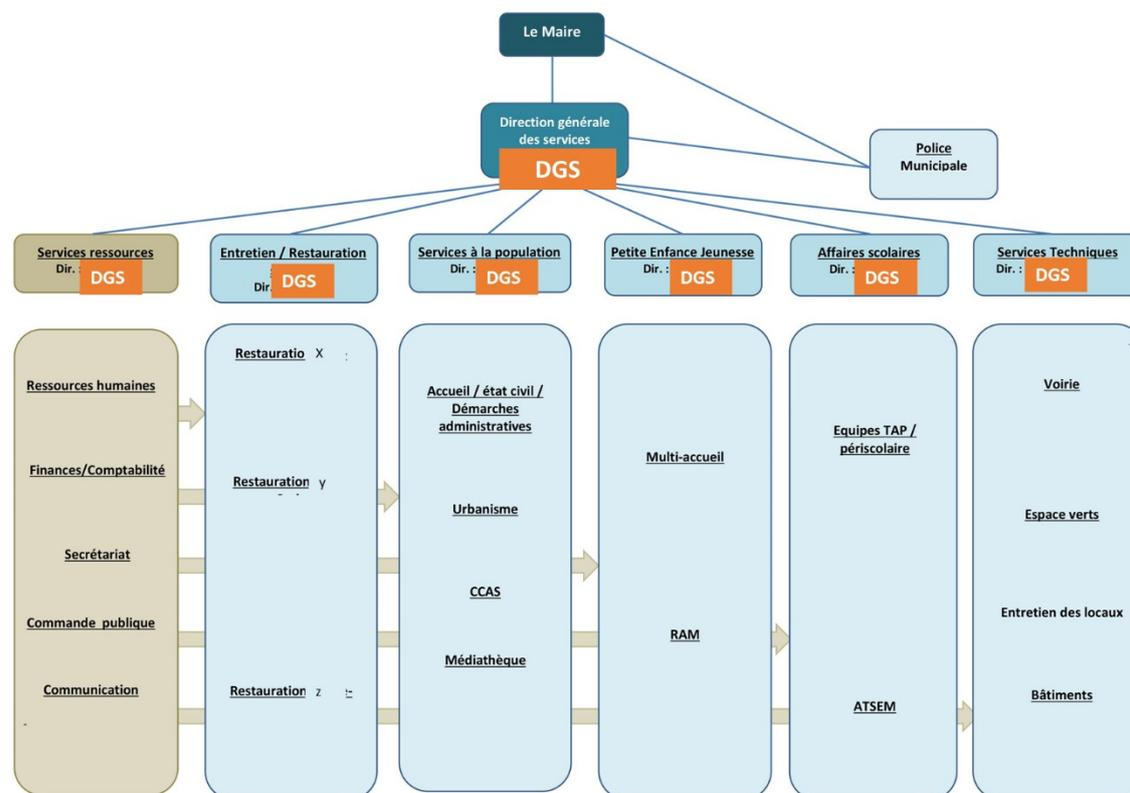 Le Maire
Direction générale
des services
DGS
Police
Municipale
Services ressources
Dir. :
DGS
Entretien / Restauration
:
Dir.
DGS
Services à la population
Dir. :
DGS
Petite Enfance Jeunesse
Dir. :
DGS
Affaires scolaires
Dir. :
DGS
Services Techniques
Dir. :
DGS
Ressources humaines
Finances/Comptabilité
Secrétariat
Commande publique
Communication
-
Restauratio X :
Restauration y
Restauration z -
Accueil / état civil /
Démarches
administratives
Urbanisme
CCAS
Médiathèque
Multi-accueil
RAM
Equipes TAP /
périscolaire
ATSEM
Voirie
Espace verts
Entretien des locaux
Bâtiments